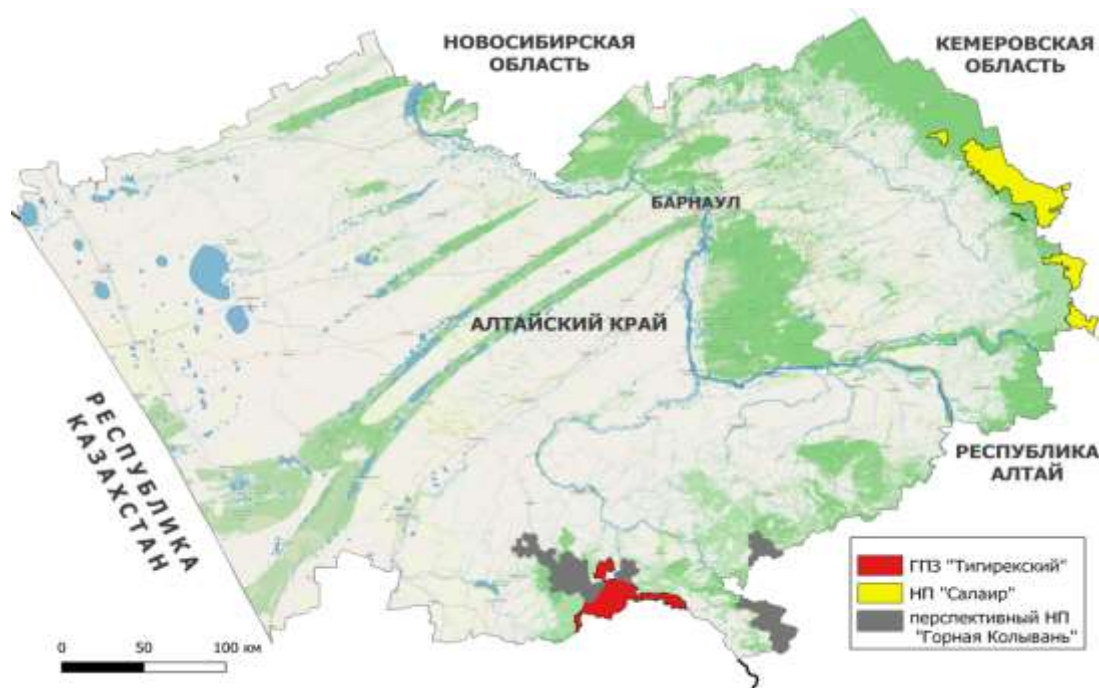 НОВОСИБИРСКАЯ
ОБЛАСТЬ
КЕМЕРОВСКАЯ
ОБЛАСТЬ
БАРНАУЛ
АЛТАЙСКИЙ КРАЙ
РЕСПУБЛИКА
КАЗАХСТАН
РЕСПУБЛИКА
АЛТАЙ
ГПЗ "Тигирекский"
НП "Салаир"
перспективный НП
"Горная Колывань"
0 50 100 км